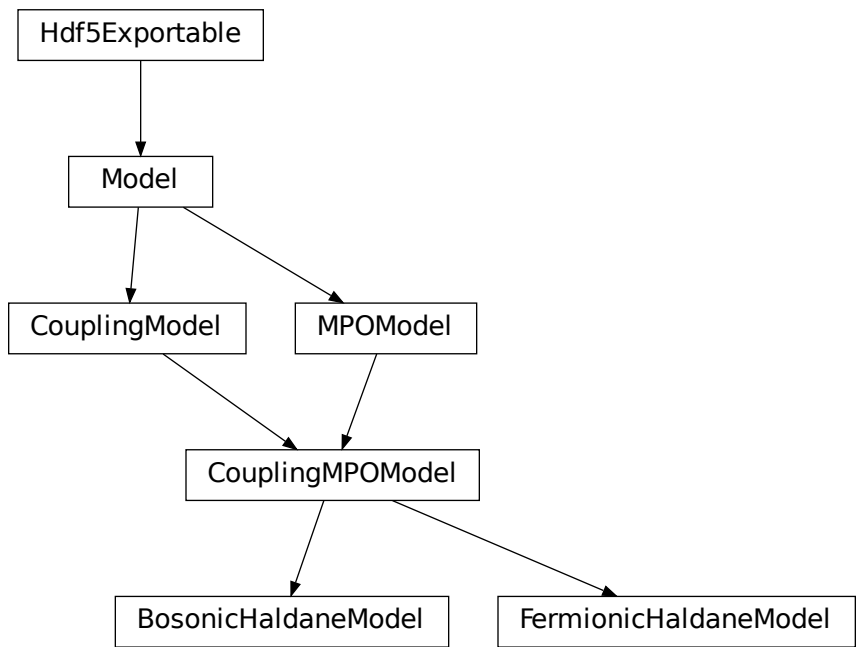 Hdf5Exportable
Model
CouplingModel
MPOModel
CouplingMPOModel
BosonicHaldaneModel
FermionicHaldaneModel